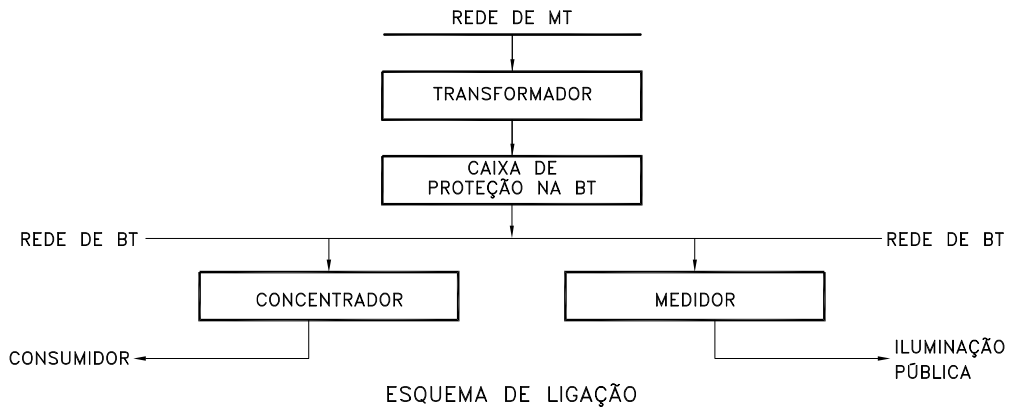 REDE DE MT
TRANSFORMADOR
CAIXA DE
PROTEÇÃO NA BT
REDE DE BT
REDE DE BT
CONCENTRADOR
MEDIDOR
CONSUMIDOR
ILUMINAÇÃO
PÚBLICA
ESQUEMA DE LIGAÇÃO